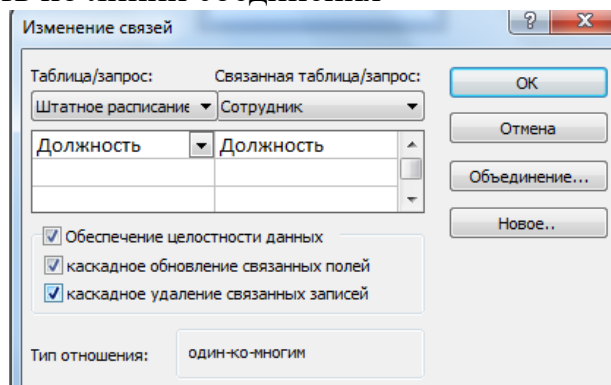 Изменение связей
Таблица/запрос: Связанная таблица/запрос:
Штатное расписание Сотрудник
Должность Должность
Обеспечение целостности данных
каскадное обновление связанных полей
каскадное удаление связанных записей
Тип отношения: один-ко-многим
OK
Отмена
Объединение...
Новое..